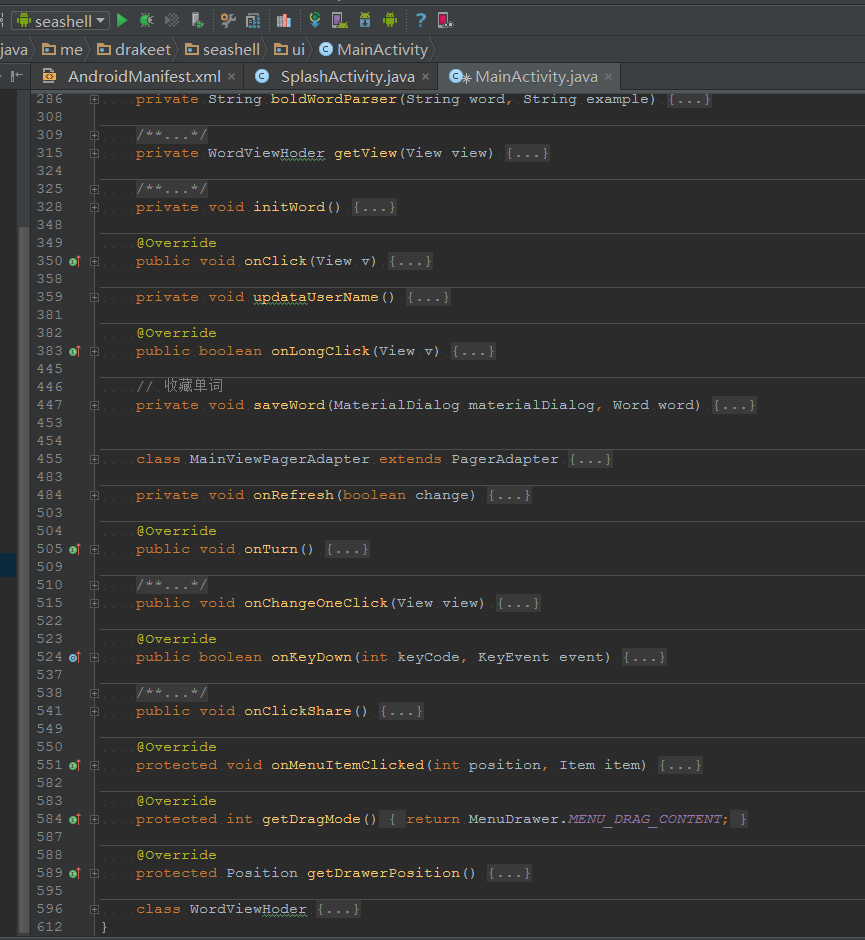 seashell
java me drakeet seashell ui MainActivity
AndroidManifest.xml SplashActivity.java MainActivity.java
286 private String boldWordParser(String word, String example) {...}
308
309 /**...*/
315 private WordViewHoder getView(View view) {...}
324
325 /**...*/
328 private void initWord() {...}
348
349 @Override
350 public void onClick(View v) {...}
358
359 private void updataUserName() {...}
381
382 @Override
383 public boolean onLongClick(View v) {...}
445
446 // 收藏单词
447 private void saveWord(MaterialDialog materialDialog, Word word) {...}
453
454
455 class MainViewPagerAdapter extends PagerAdapter {...}
483
484 private void onRefresh(boolean change) {...}
503
504 @Override
505 public void onTurn() {...}
509
510 /**...*/
515 public void onChangeOneClick(View view) {...}
522
523 @Override
524 public boolean onKeyDown(int keyCode, KeyEvent event) {...}
537
538 /**...*/
541 public void onClickShare() {...}
549
550 @Override
551 protected void onMenuItemClicked(int position, Item item) {...}
582
583 @Override
584 protected int getDragMode() { return MenuDrawer.MENU_DRAG_CONTENT; }
587
588 @Override
589 protected Position getDrawerPosition() {...}
595
596 class WordViewHoder {...}
612 }